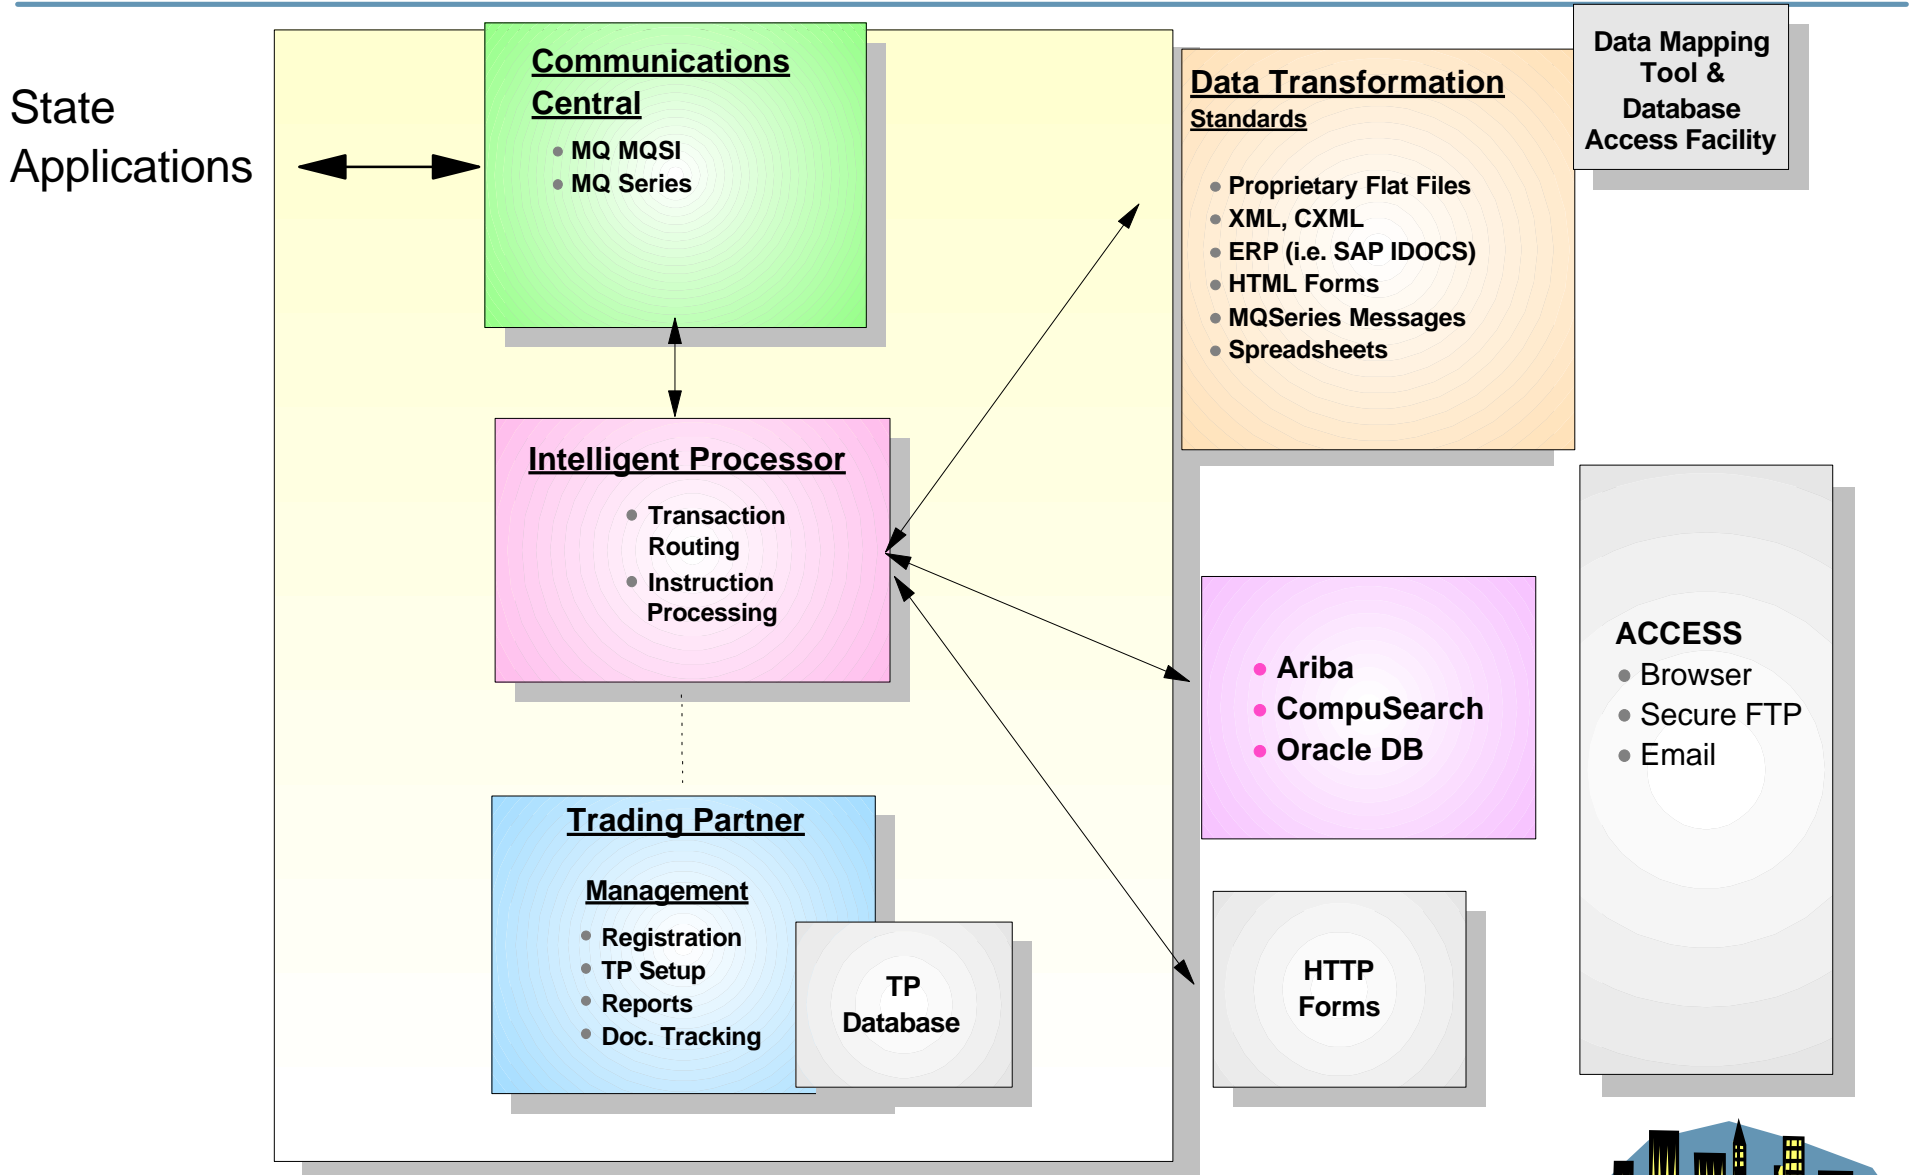 State
Applications
Communications
Central
MQ MQSI
MQ Series
Intelligent Processor
Transaction
Routing
Instruction
Processing
Trading Partner
Management
Registration
TP Setup
Reports
Doc. Tracking
TP
Database
Data Transformation
Standards
Proprietary Flat Files
XML, CXML
ERP (i.e. SAP IDOCS)
HTML Forms
MQSeries Messages
Spreadsheets
Data Mapping
Tool &
Database
Access Facility
Ariba
CompuSearch
Oracle DB
HTTP
Forms
ACCESS
Browser
Secure FTP
Email